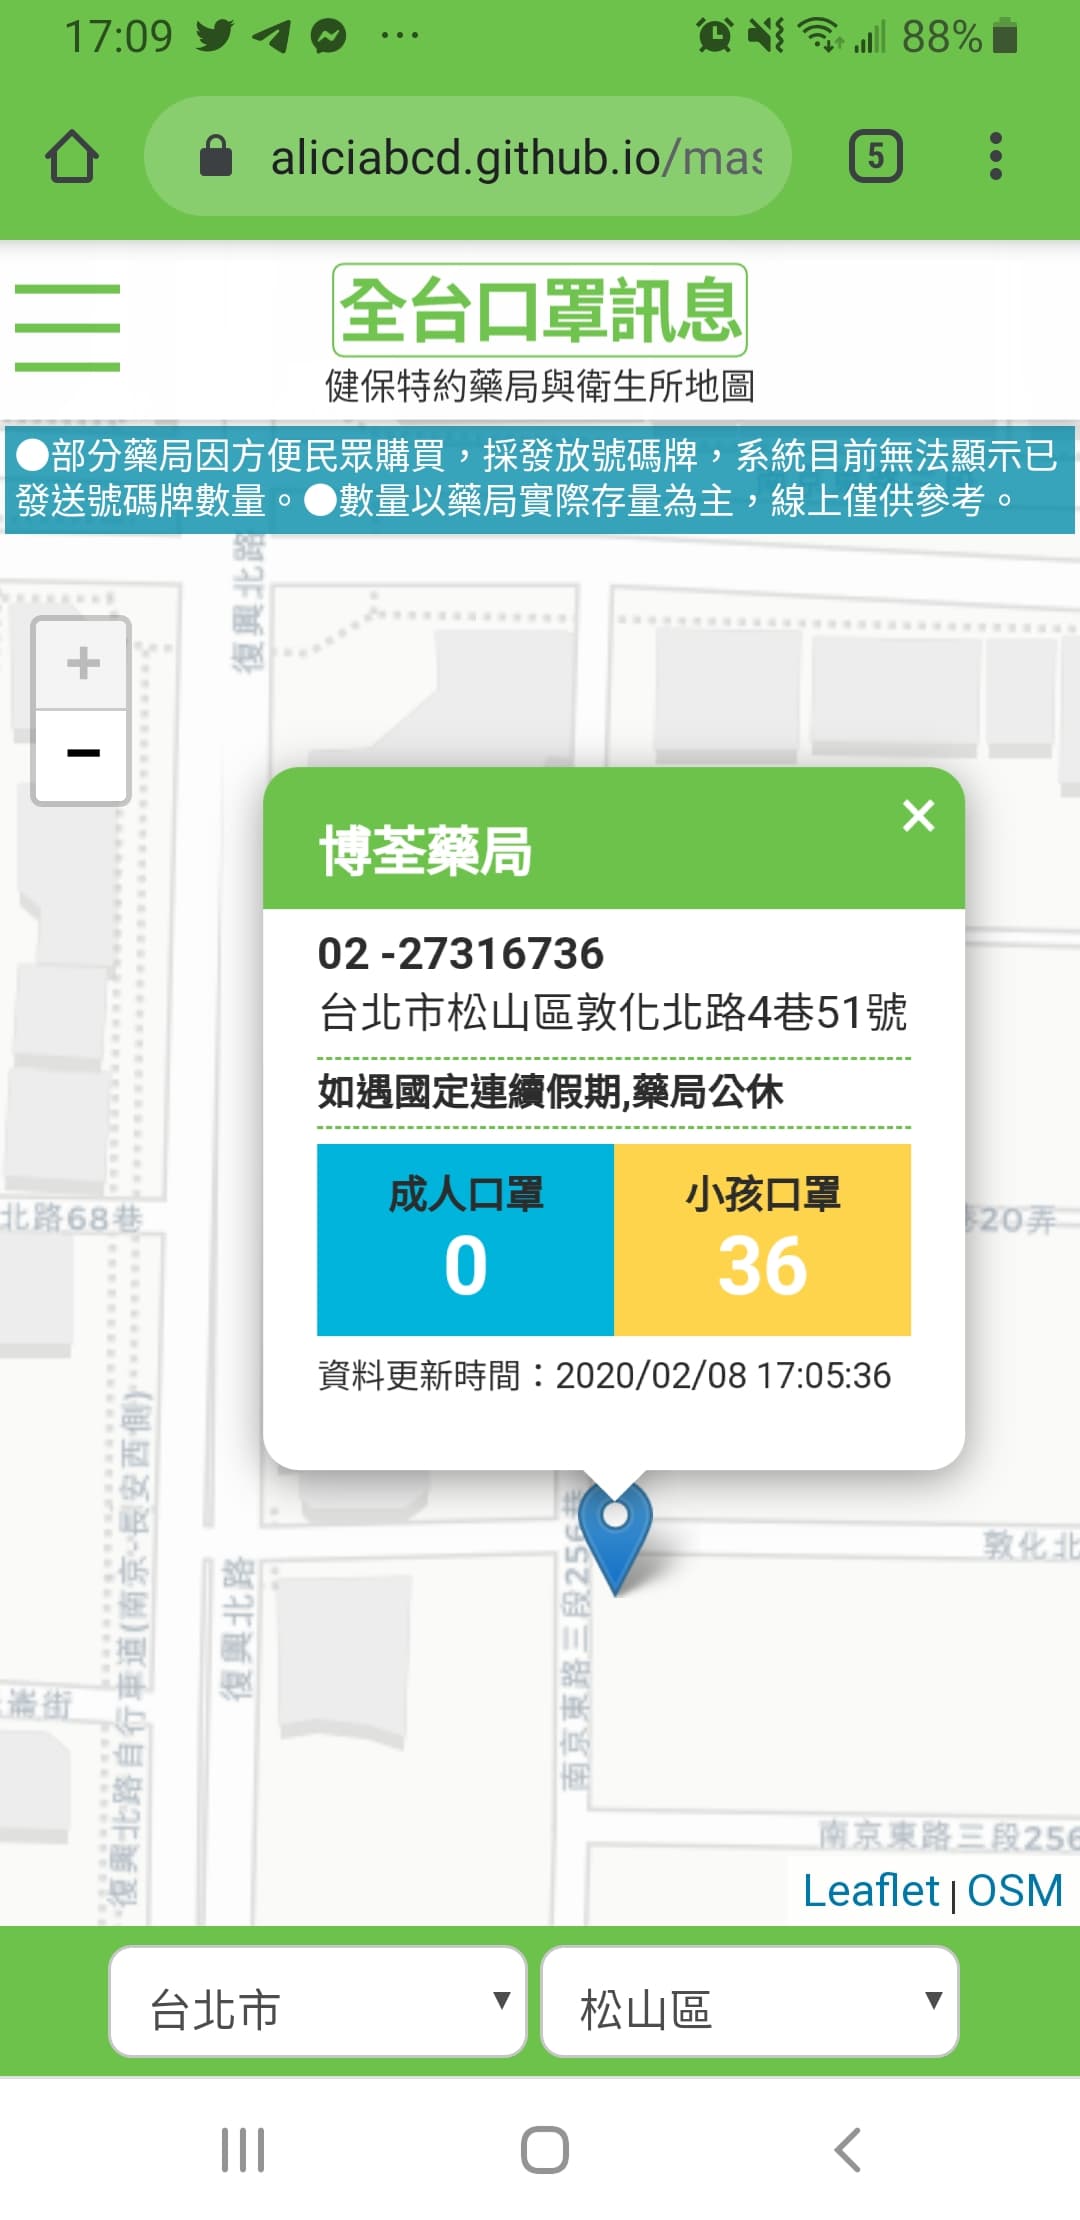 17:09
88%
aliciabcd.github.io/mas
5
全台口罩訊息
健保特約藥局與衛生所地圖
●部分藥局因方便民眾購買，採發放號碼牌，系統目前無法顯示已
發送號碼牌數量。●數量以藥局實際存量為主，線上僅供參考。
復興北路
+
−
博荃藥局
×
02 -27316736
台北市松山區敦化北路4巷51號
如遇國定連續假期,藥局公休
成人口罩
小孩口罩
0
36
資料更新時間：2020/02/08 17:05:36
北路68巷
20弄
復興北路自行車道(南京-長安西側)
復興北路
南京東路三段256巷
敦化北
崙街
南京東路三段256
Leaflet | OSM
台北市
松山區